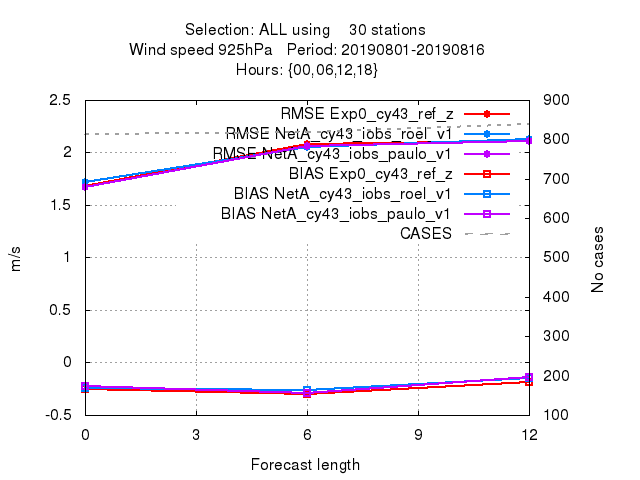 Selection: ALL using 30 stations
Wind speed 925hPa Period: 20190801-20190816
Hours: {00,06,12,18}
2.5
2
1.5
1
0.5
0
-0.5
m/s
900
800
700
600
500
400
300
200
100
No cases
RMSE Exp0_cy43_ref_z
RMSE NetA_cy43_iobs_roel_v1
RMSE NetA_cy43_iobs_paulo_v1
BIAS Exp0_cy43_ref_z
BIAS NetA_cy43_iobs_roel_v1
BIAS NetA_cy43_iobs_paulo_v1
CASES
0 3 6 9 12
Forecast length